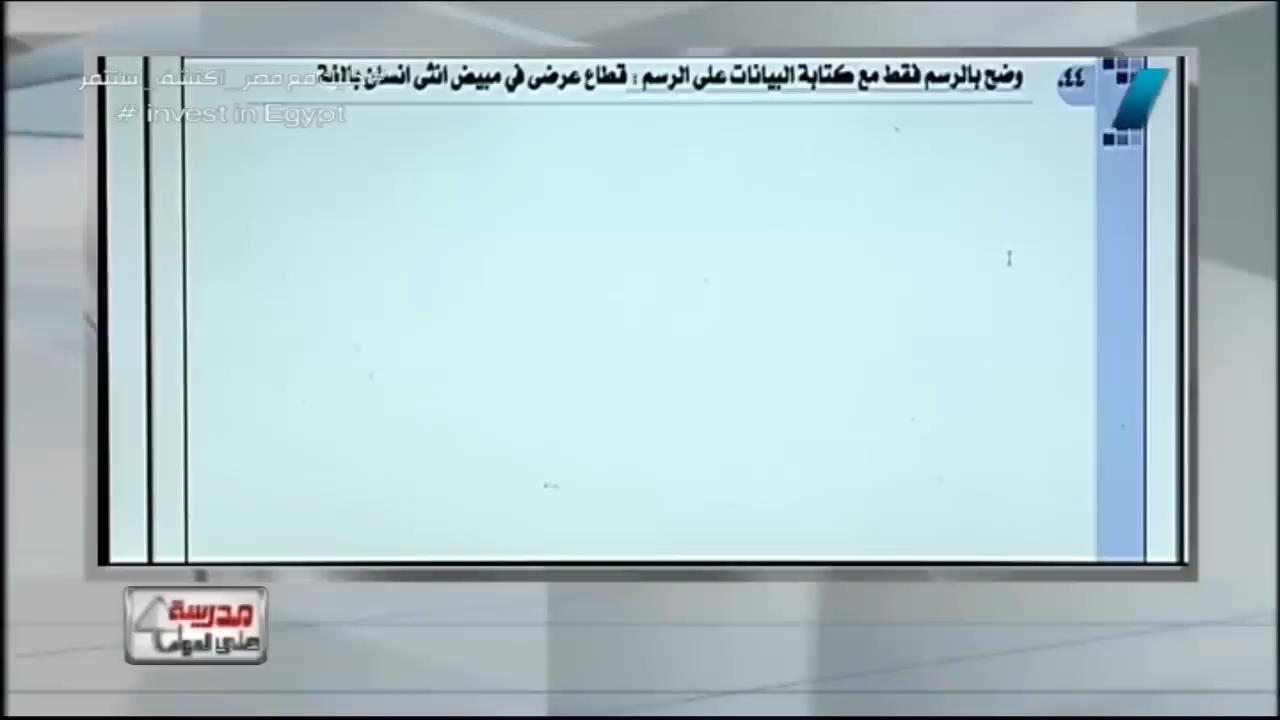 ٤٤. وضح بالرسم فقط مع كتابة البيانات على الرسم : قطاع عرضى في مبيض انثى انسان بالغة
# invest in Egypt
مدرسة
على الهواء